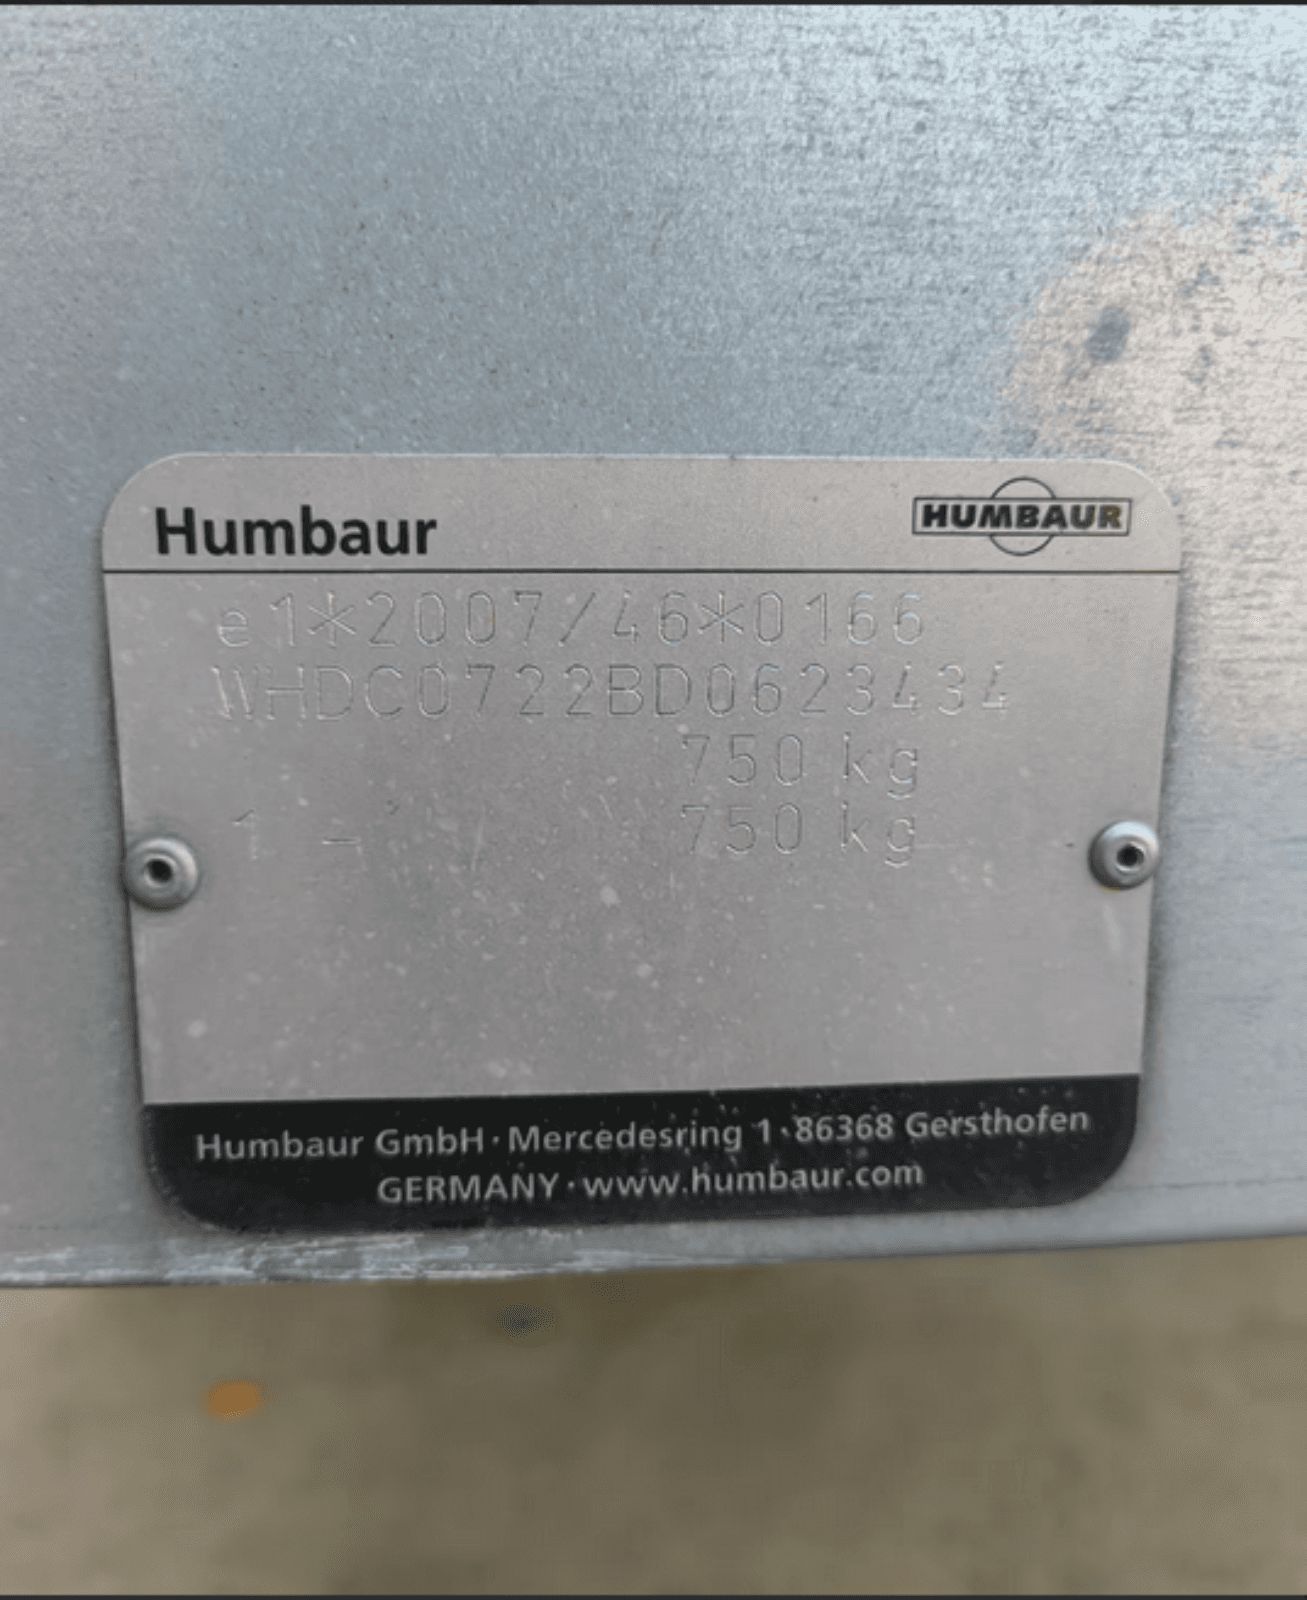 Humbaur
HUMBAUR
e1*2007/46*0166
WHDC0722BD0623434
750 kg
1 - 750 kg
Humbaur GmbH · Mercedesring 1 · 86368 Gersthofen
GERMANY · www.humbaur.com